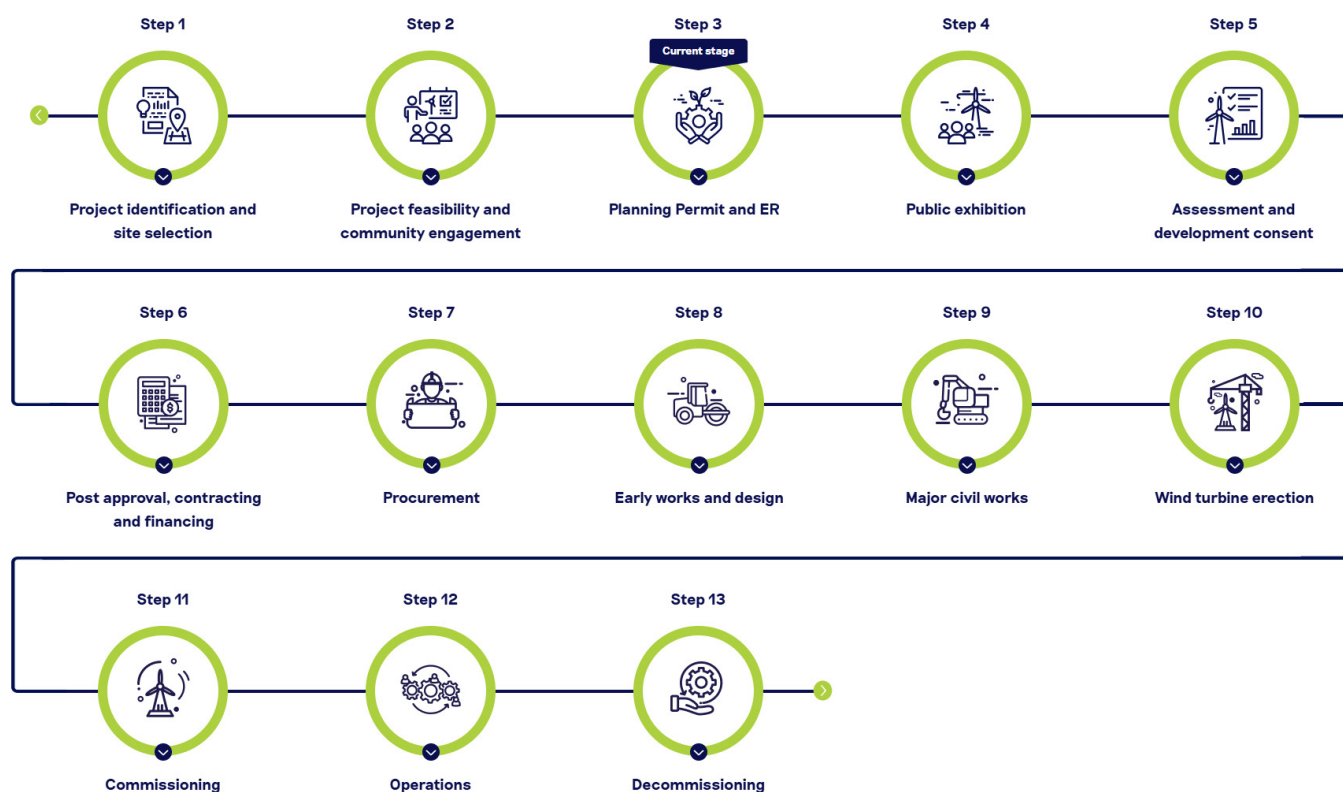 Step 1
Step 2
Step 3
Step 4
Step 5
Current stage
Project identification and
site selection
Project feasibility and
community engagement
Planning Permit and ER
Public exhibition
Assessment and
development consent
Step 6
Step 7
Step 8
Step 9
Step 10
$
Post approval, contracting
and financing
Procurement
Early works and design
Major civil works
Wind turbine erection
Step 11
Step 12
Step 13
Commissioning
Operations
Decommissioning